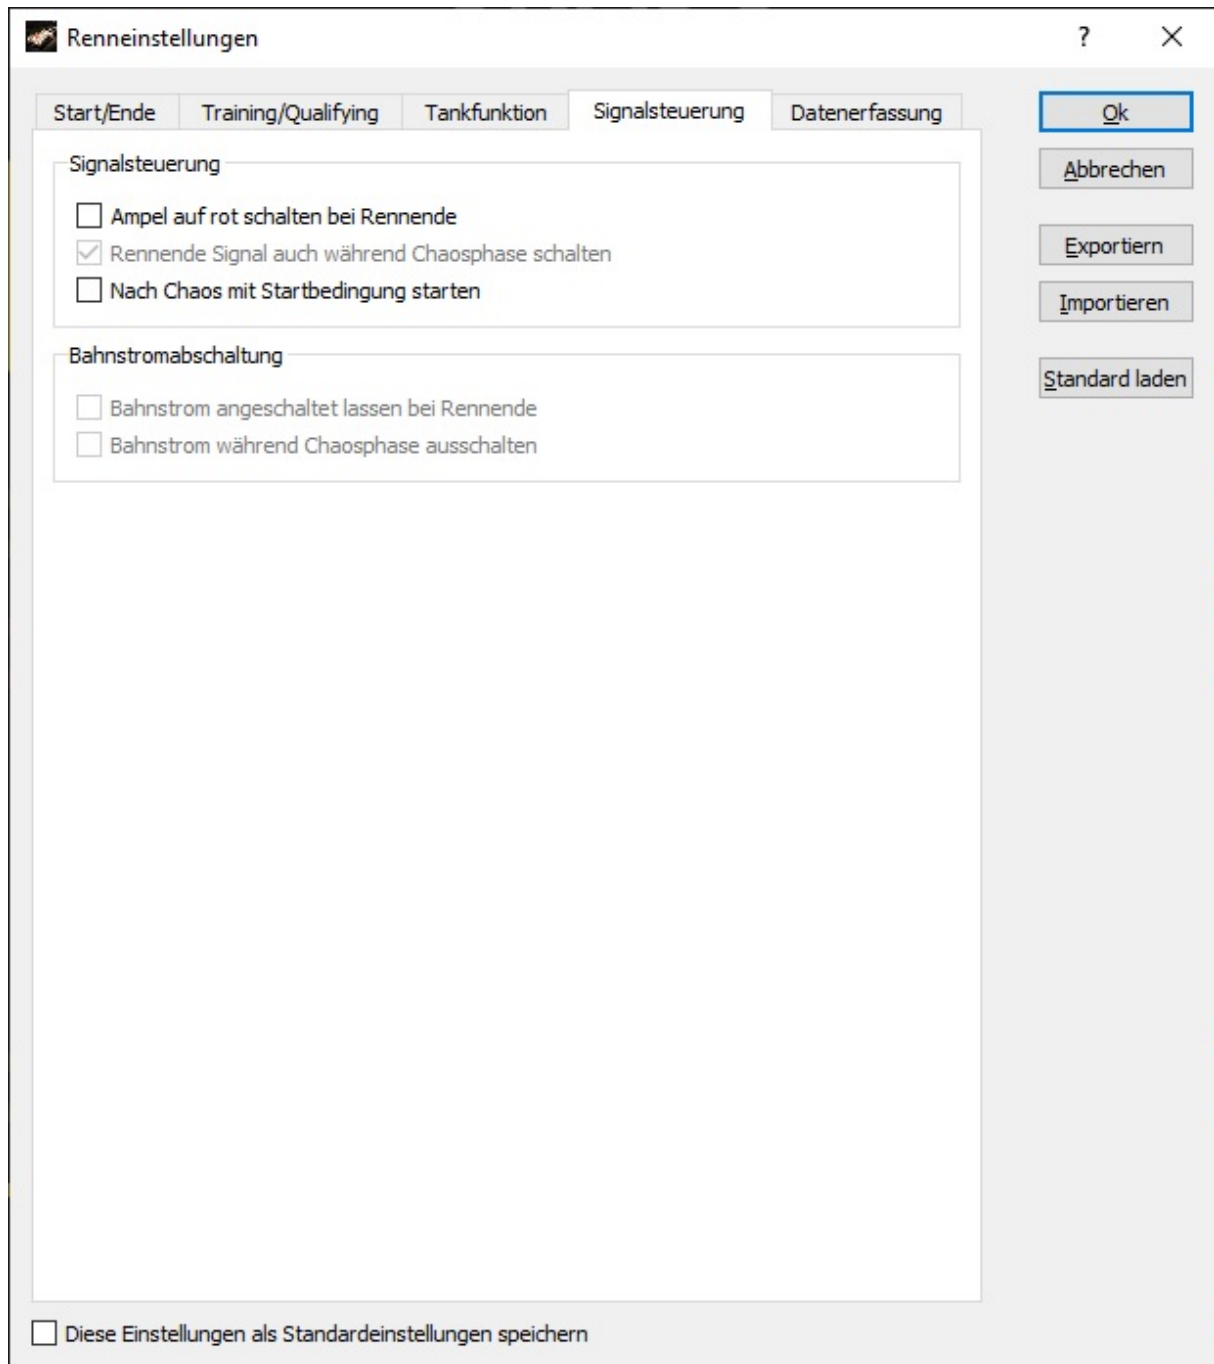 Renneinstellungen
?
Start/Ende Training/Qualifying Tankfunktion Signalsteuerung Datenerfassung
Ok
Abbrechen
Exportieren
Importieren
Standard laden
Signalsteuerung
Ampel auf rot schalten bei Rennende
Rennende Signal auch während Chaosphase schalten
Nach Chaos mit Startbedingung starten
Bahnstromabschaltung
Bahnstrom angeschaltet lassen bei Rennende
Bahnstrom während Chaosphase ausschalten
Diese Einstellungen als Standardeinstellungen speichern